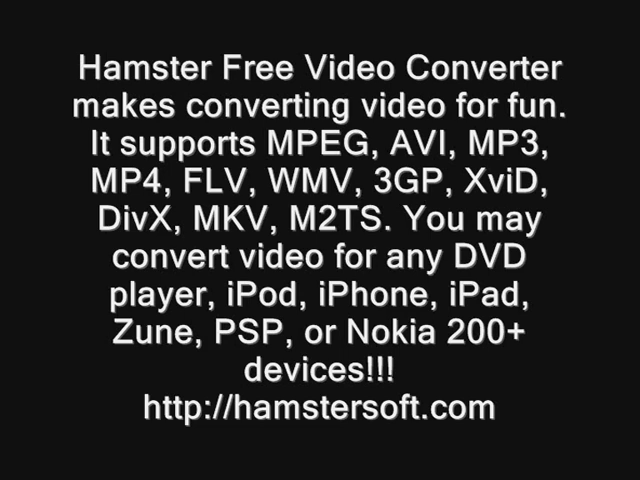 Hamster Free Video Converter
makes converting video for fun.
It supports MPEG, AVI, MP3,
MP4, FLV, WMV, 3GP, XviD,
DivX, MKV, M2TS. You may
convert video for any DVD
player, iPod, iPhone, iPad,
Zune, PSP, or Nokia 200+
devices!!!
http://hamstersoft.com